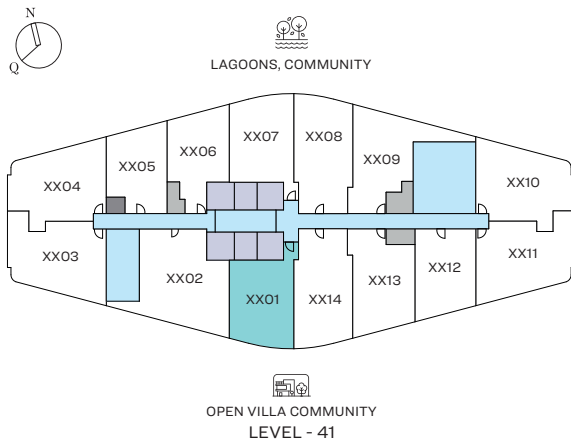 N
Q
LAGOONS, COMMUNITY
XX07 XX08
XX06 XX09
XX05
XX04 XX10
XX03 XX11
XX02 XX12
XX13
XX01 XX14
OPEN VILLA COMMUNITY
LEVEL - 41